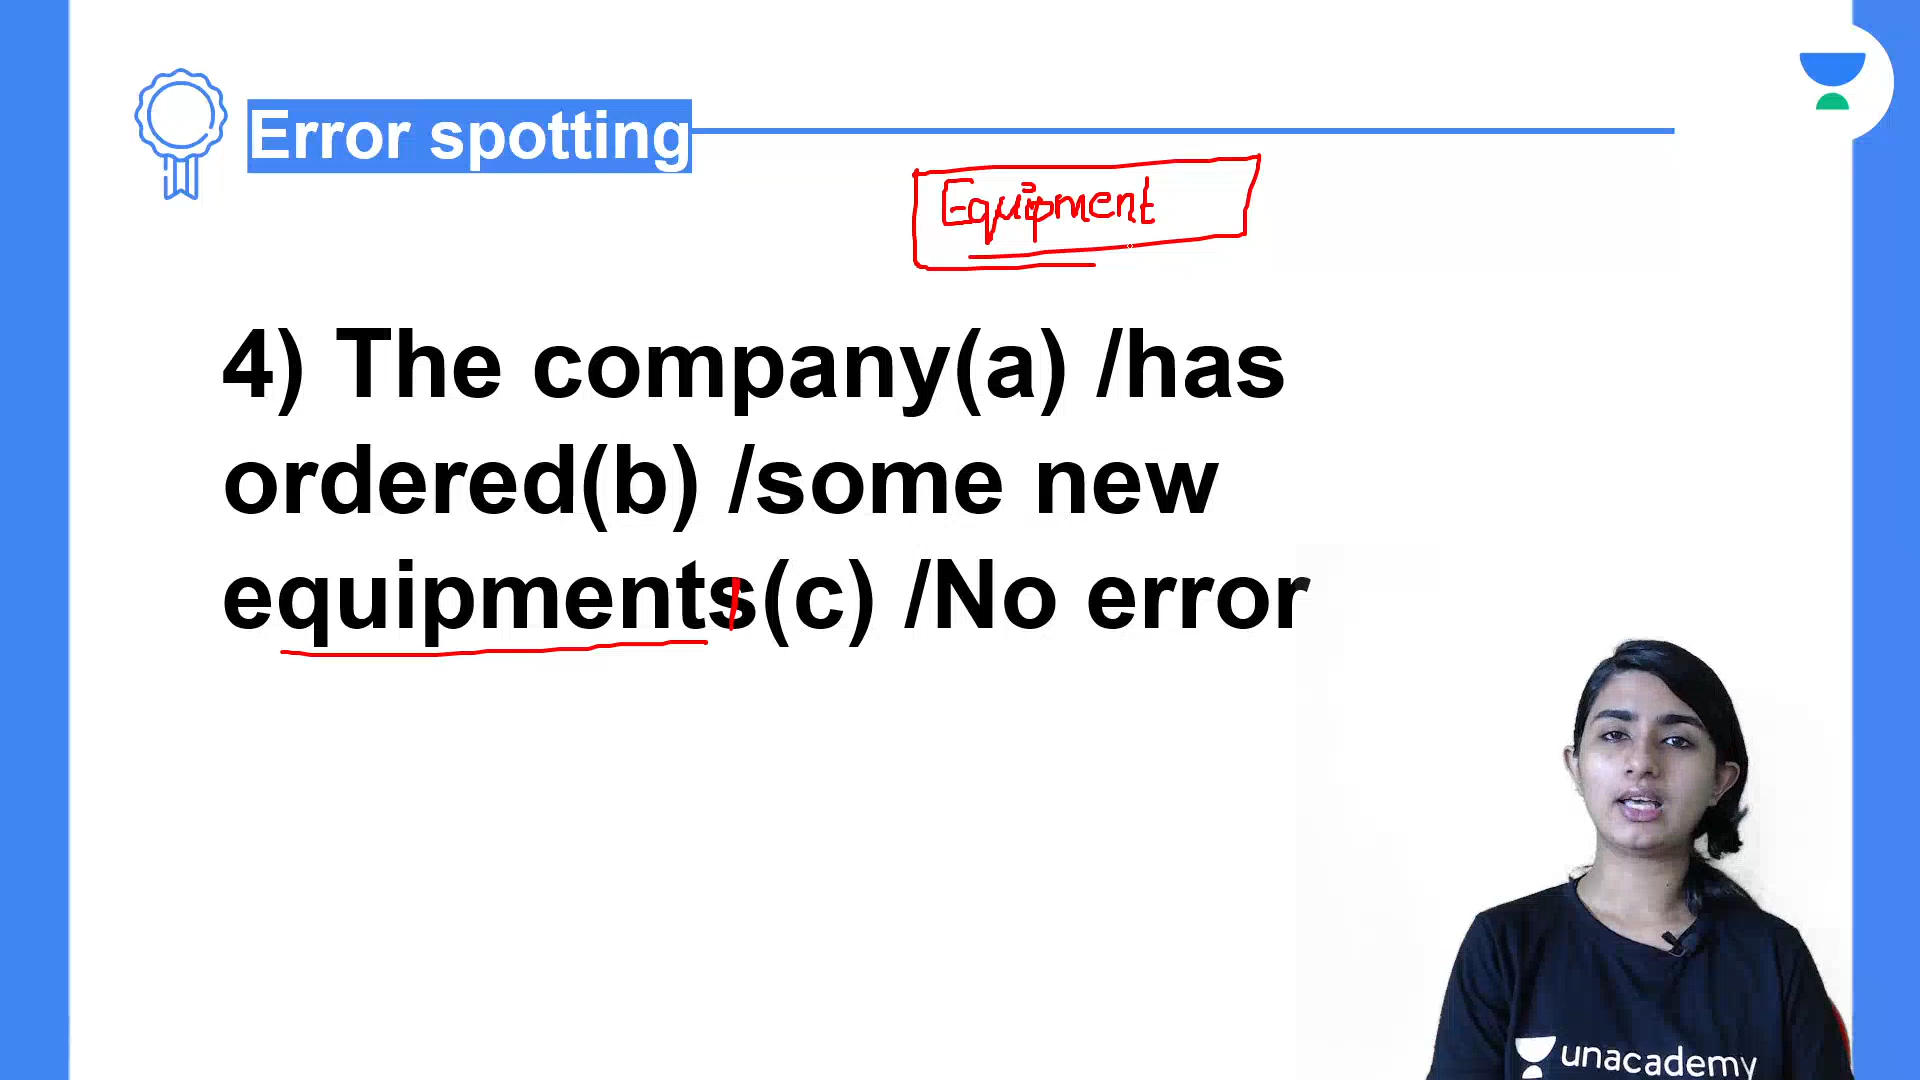 Error spotting
Equipment
4) The company(a) /has
ordered(b) /some new
equipments(c) /No error
unacademy